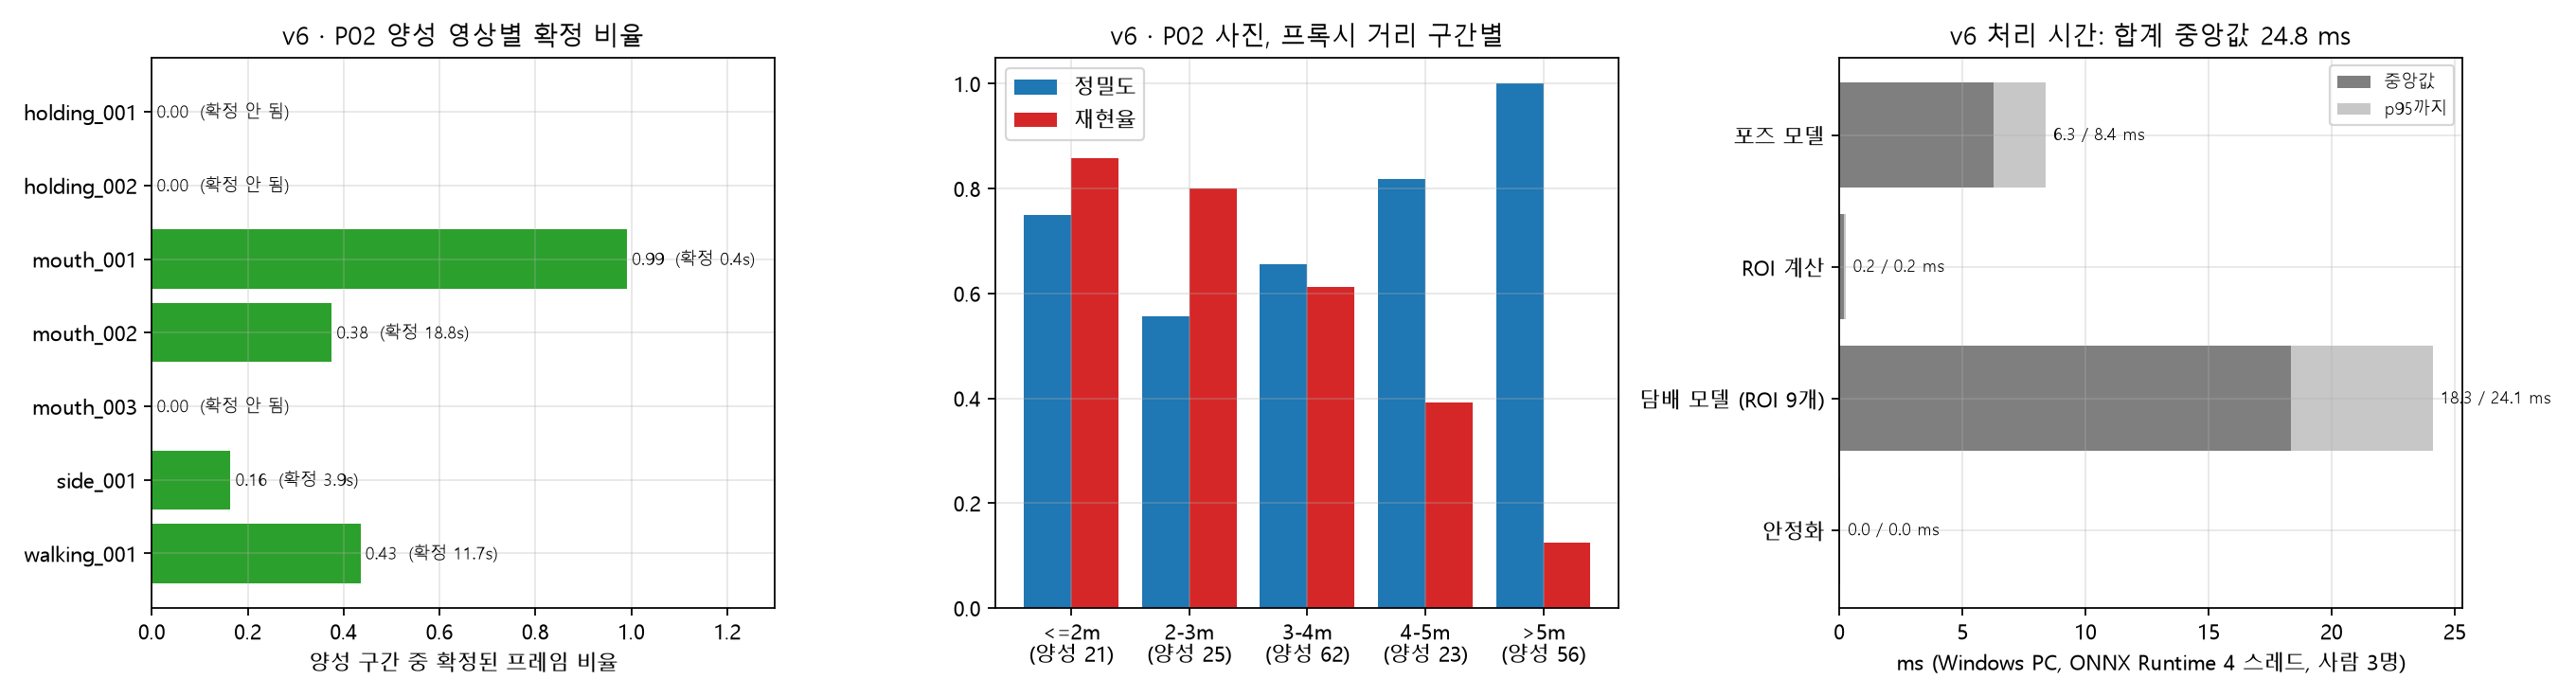 v6 · P02 양성 영상별 확정 비율
holding_001
0.00 (확정 안 됨)
holding_002
0.00 (확정 안 됨)
mouth_001
0.99 (확정 0.4s)
mouth_002
0.38 (확정 18.8s)
mouth_003
0.00 (확정 안 됨)
side_001
0.16 (확정 3.9s)
walking_001
0.43 (확정 11.7s)
0.0 0.2 0.4 0.6 0.8 1.0 1.2
양성 구간 중 확정된 프레임 비율
v6 · P02 사진, 프록시 거리 구간별
정밀도
재현율
1.0
0.8
0.6
0.4
0.2
0.0
<=2m 2-3m 3-4m 4-5m >5m
(양성 21) (양성 25) (양성 62) (양성 23) (양성 56)
v6 처리 시간: 합계 중앙값 24.8 ms
중앙값
p95까지
포즈 모델
6.3 / 8.4 ms
ROI 계산
0.2 / 0.2 ms
담배 모델 (ROI 9개)
18.3 / 24.1 ms
안정화
0.0 / 0.0 ms
0 5 10 15 20 25
ms (Windows PC, ONNX Runtime 4 스레드, 사람 3명)